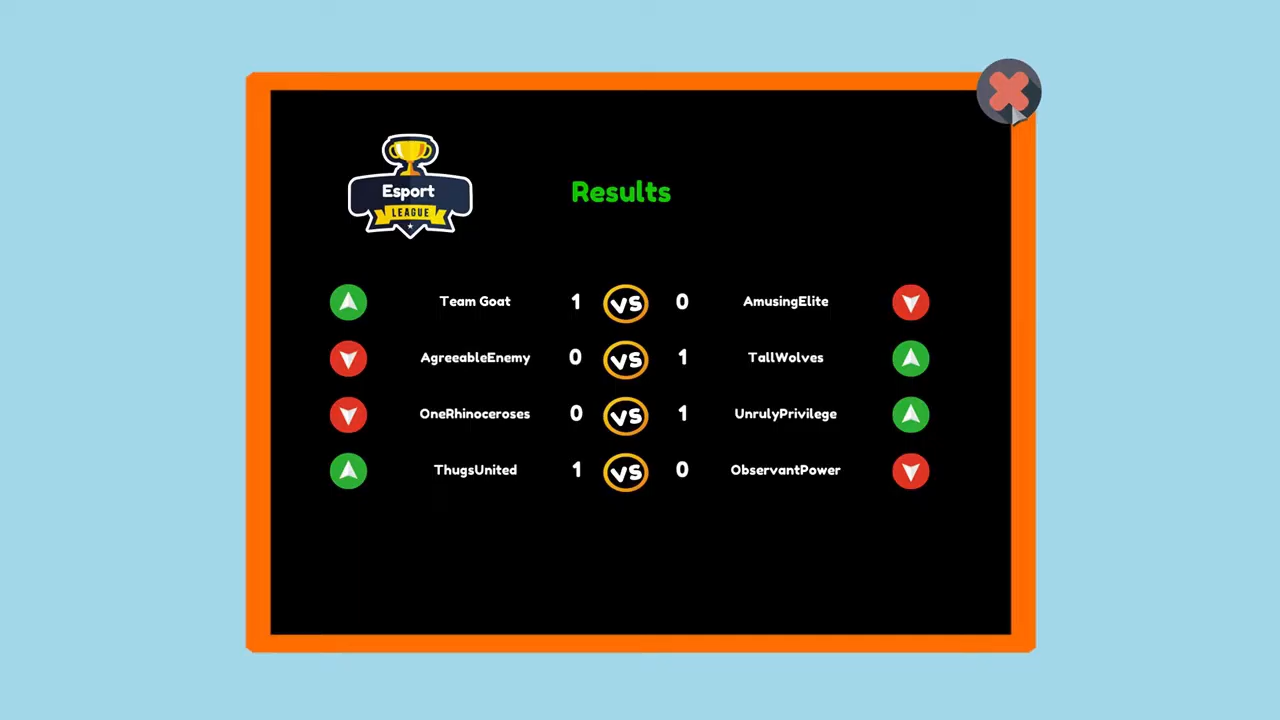 Esport
LEAGUE
Results
Team Goat 1 VS 0 AmusingElite
AgreeableEnemy 0 VS 1 TallWolves
OneRhinoceroses 0 VS 1 UnrulyPrivilege
ThugsUnited 1 VS 0 ObservantPower